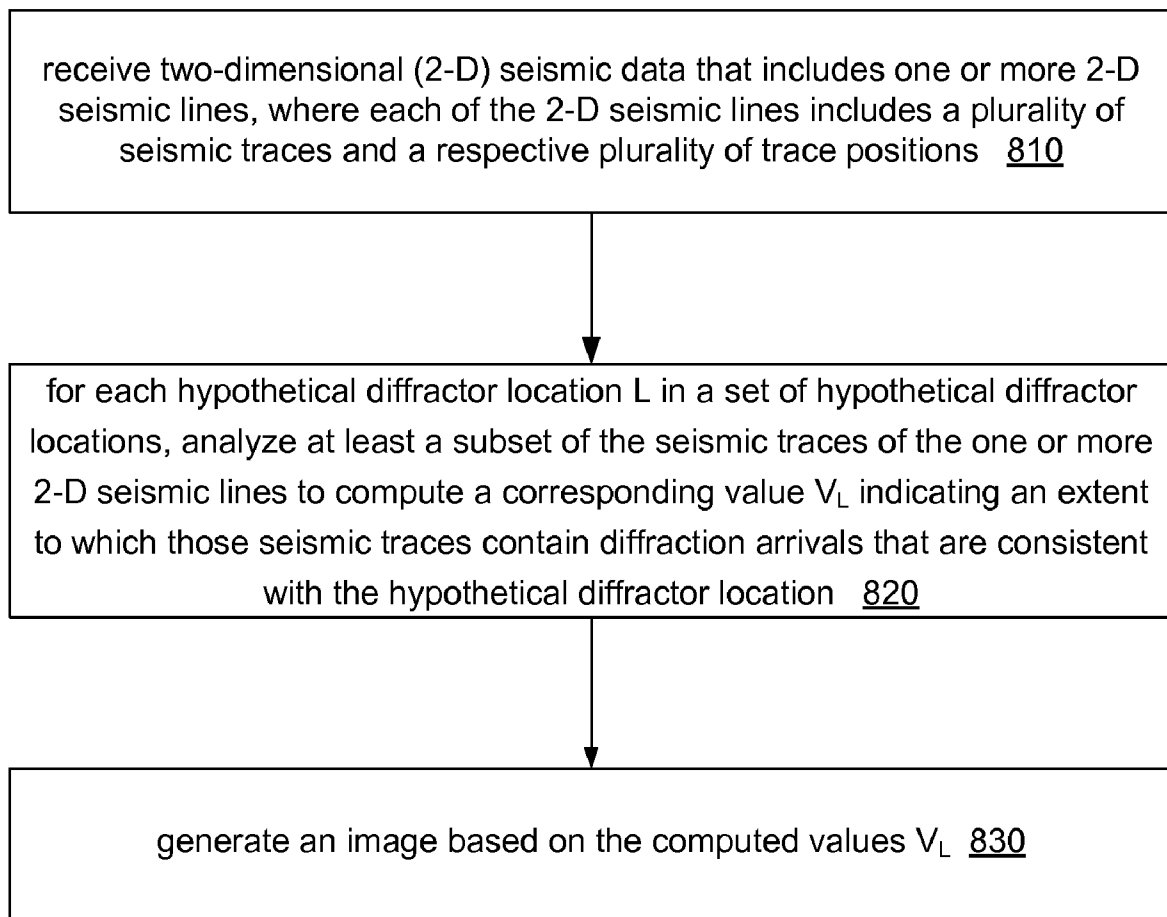 receive two-dimensional (2-D) seismic data that includes one or more 2-D
seismic lines, where each of the 2-D seismic lines includes a plurality of
seismic traces and a respective plurality of trace positions 810
for each hypothetical diffractor location L in a set of hypothetical diffractor
locations, analyze at least a subset of the seismic traces of the one or more
2-D seismic lines to compute a corresponding value VL indicating an extent
to which those seismic traces contain diffraction arrivals that are consistent
with the hypothetical diffractor location 820
generate an image based on the computed values VL 830